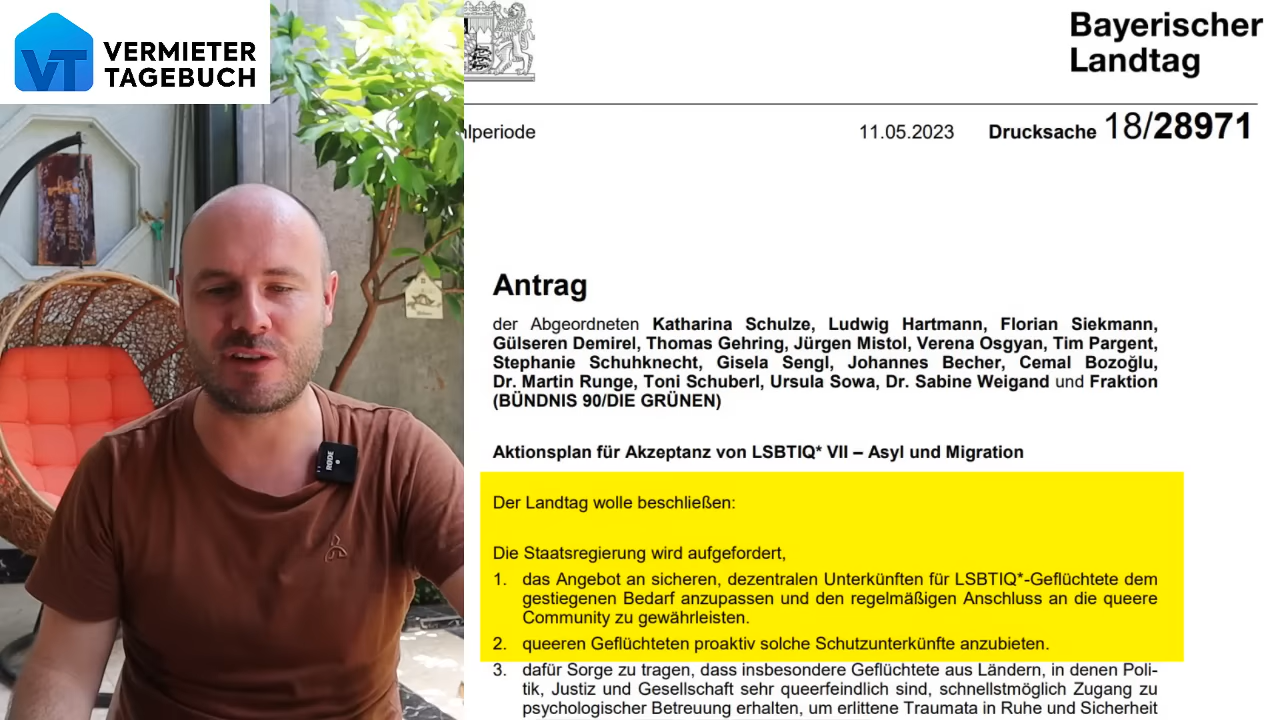 VERMIETER
TAGEBUCH
RØDE
Bayerischer
Landtag
hlperiode 11.05.2023 Drucksache 18/28971
Antrag
der Abgeordneten Katharina Schulze, Ludwig Hartmann, Florian Siekmann,
Gülseren Demirel, Thomas Gehring, Jürgen Mistol, Verena Osgyan, Tim Pargent,
Stephanie Schuhknecht, Gisela Sengl, Johannes Becher, Cemal Bozoğlu,
Dr. Martin Runge, Toni Schuberl, Ursula Sowa, Dr. Sabine Weigand und Fraktion
(BÜNDNIS 90/DIE GRÜNEN)
Aktionsplan für Akzeptanz von LSBTIQ* VII – Asyl und Migration
Der Landtag wolle beschließen:
Die Staatsregierung wird aufgefordert,
1. das Angebot an sicheren, dezentralen Unterkünften für LSBTIQ*-Geflüchtete dem
gestiegenen Bedarf anzupassen und den regelmäßigen Anschluss an die queere
Community zu gewährleisten.
2. queeren Geflüchteten proaktiv solche Schutzunterkünfte anzubieten.
3. dafür Sorge zu tragen, dass insbesondere Geflüchtete aus Ländern, in denen Poli-
tik, Justiz und Gesellschaft sehr queerfeindlich sind, schnellstmöglich Zugang zu
psychologischer Betreuung erhalten, um erlittene Traumata in Ruhe und Sicherheit